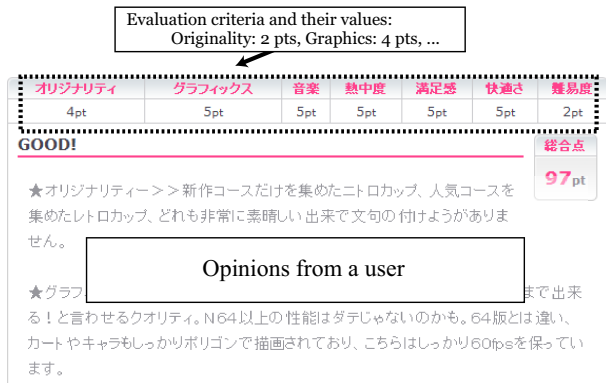 Evaluation criteria and their values:
Originality: 2 pts, Graphics: 4 pts, ...
オリジナリティ グラフィックス 音楽 熱中度 満足感 快適さ 難易度
4pt 5pt 5pt 5pt 5pt 5pt 2pt
GOOD!
総合点
97pt
★オリジナリティー>>新作コースだけを集めたニトロカップ、人気コースを
集めたレトロカップ、どれも非常に素晴しい出来で文句の付けようがありま
せん。
Opinions from a user
★グラフ まで出来
る！と言わせるクオリティ。N64以上の性能はダテじゃないのかも。64版とは違い、
カートやキャラもしっかりポリゴンで描画されており、こちらはしっかり60fpsを保ってい
ます。